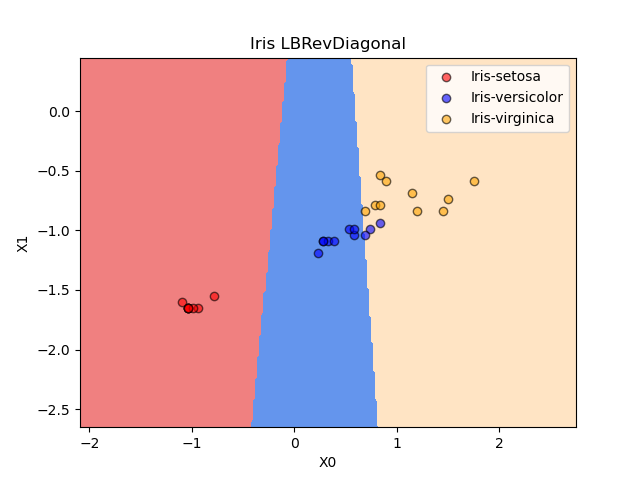 Iris LBRevDiagonal
Iris-setosa
Iris-versicolor
Iris-virginica
X1
0.0
−0.5
−1.0
−1.5
−2.0
−2.5
−2
−1
0
1
2
X0